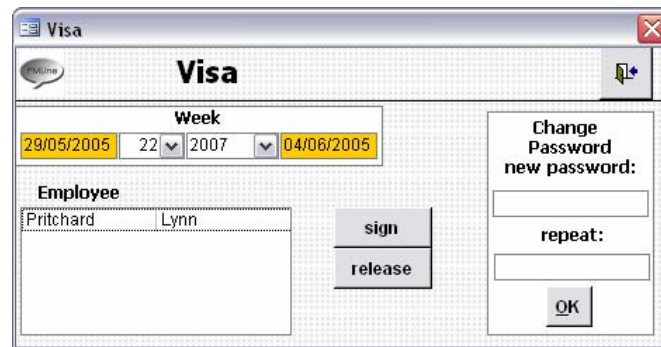 Visa
PMLine
Visa
Week
29/05/2005 22 2007 04/06/2005
Employee
Pritchard Lynn
sign
release
Change
Password
new password:
repeat:
OK